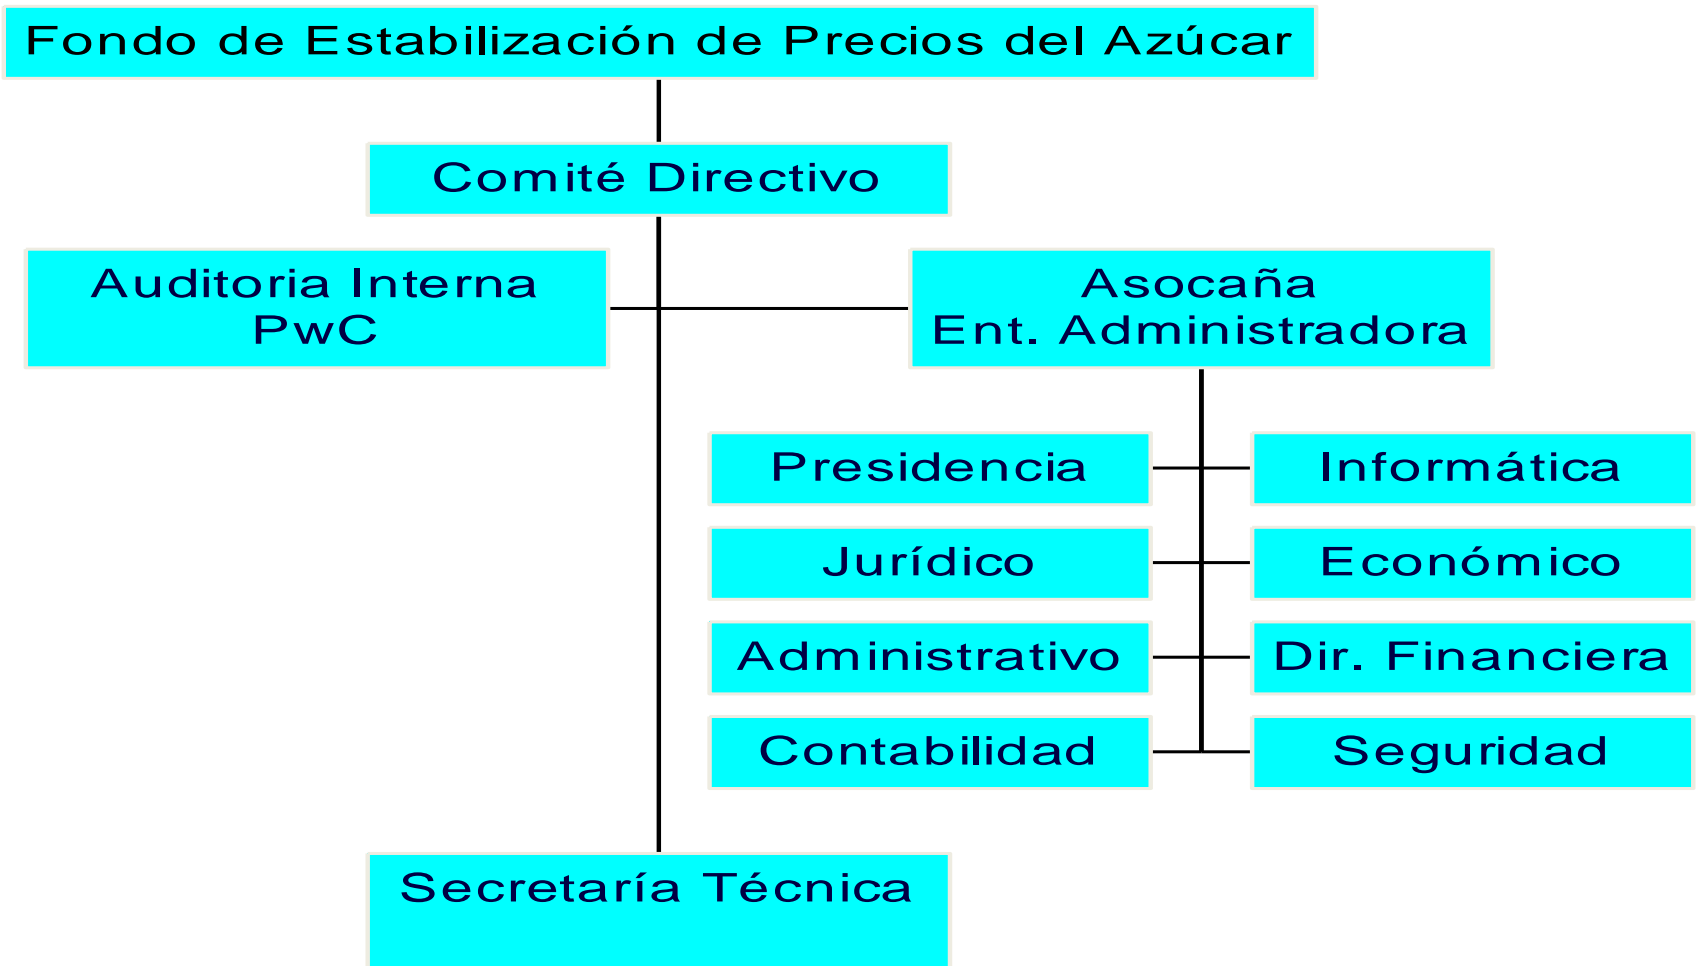 Fondo de Estabilización de Precios del Azúcar
Comité Directivo
Auditoria Interna
PwC
Asocaña
Ent. Administradora
Presidencia
Informática
Jurídico
Económico
Administrativo
Dir. Financiera
Contabilidad
Seguridad
Secretaría Técnica